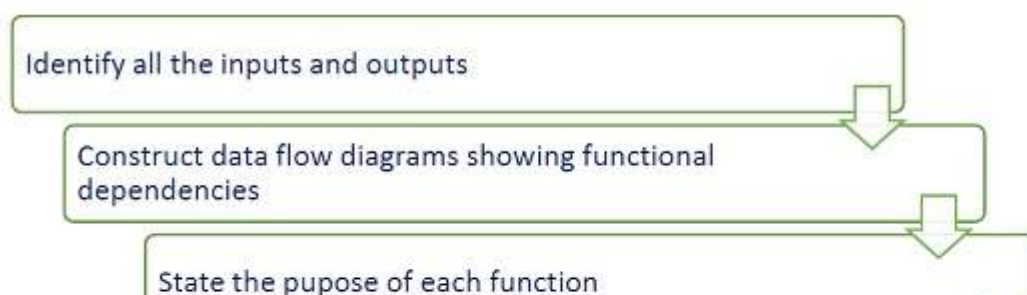 Identify all the inputs and outputs
Construct data flow diagrams showing functional
dependencies
State the pupose of each function